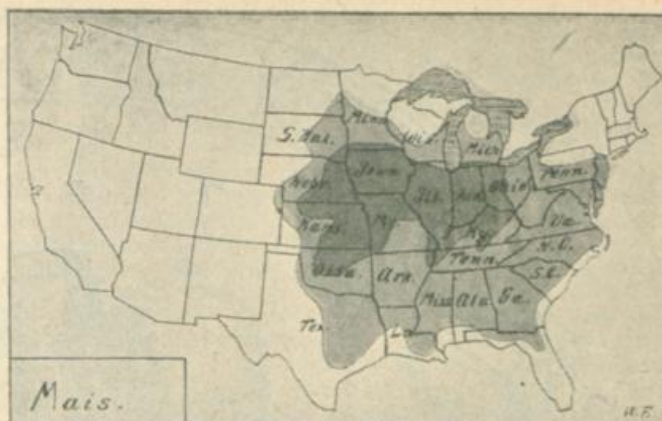 Minn.
S. Dak.
Wis.
Mich.
Nebr.
Iowa
Ill.
Ind.
Ohio
Penn.
Kans.
Mo.
Ky.
Va.
Okla.
Ark.
Tenn.
N. C.
S. C.
Miss.
Ala.
Ga.
Tex.
La.
Mais.